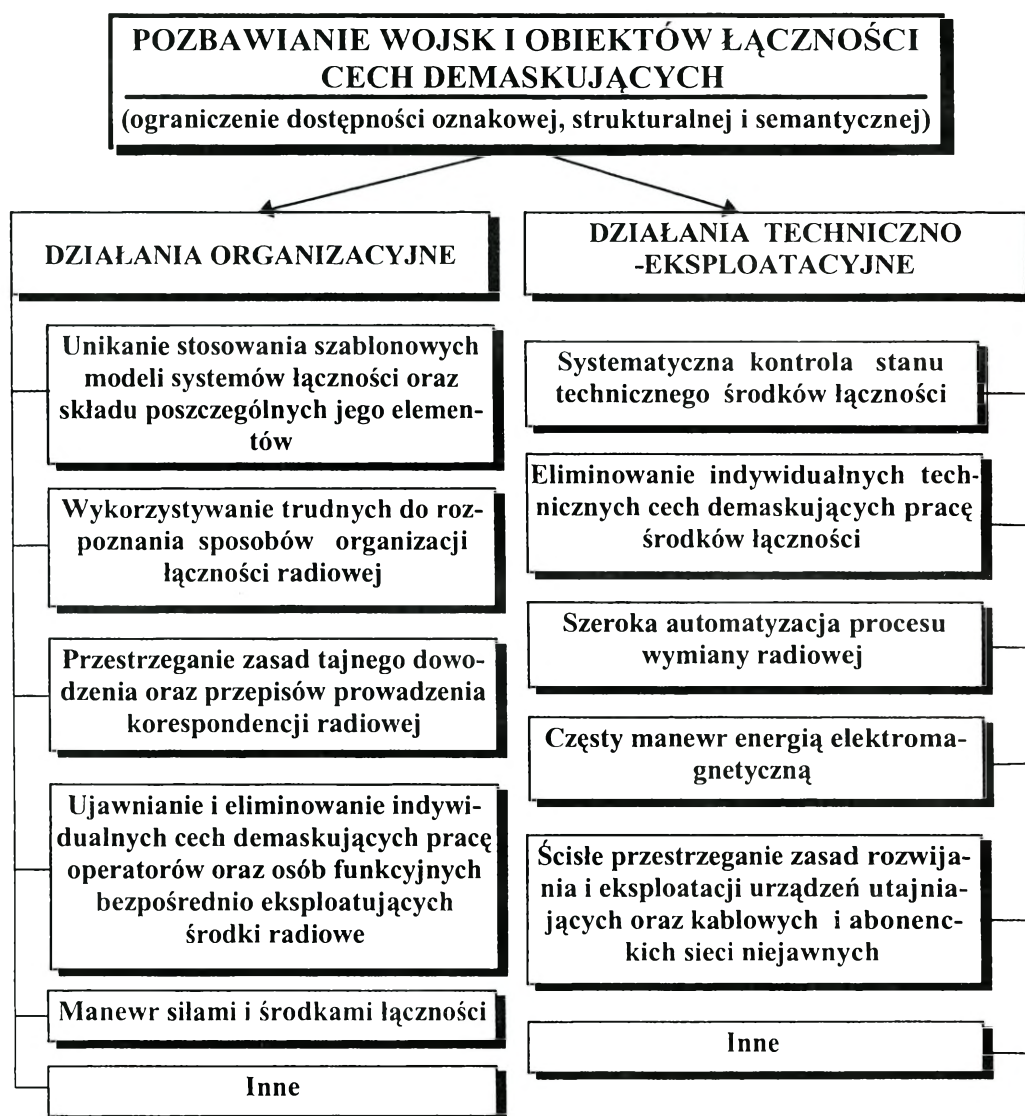 POZBAWIANIE WOJSK I OBIEKTÓW ŁĄCZNOŚCI
CECH DEMASKUJĄCYCH
(ograniczenie dostępności oznakowej, strukturalnej i semantycznej)
DZIAŁANIA ORGANIZACYJNE
Unikanie stosowania szablonowych
modeli systemów łączności oraz
składu poszczególnych jego elemen-
tów
Wykorzystywanie trudnych do roz-
poznania sposobów organizacji
łączności radiowej
Przestrzeganie zasad tajnego dowo-
dzenia oraz przepisów prowadzenia
korespondencji radiowej
Ujawnianie i eliminowanie indywi-
dualnych cech demaskujących pracę
operatorów oraz osób funkcyjnych
bezpośrednio eksploatujących
środki radiowe
Manewr siłami i środkami łączności
Inne
DZIAŁANIA TECHNICZNO
-EKSPLOATACYJNE
Systematyczna kontrola stanu
technicznego środków łączności
Eliminowanie indywidualnych tech-
nicznych cech demaskujących pracę
środków łączności
Szeroka automatyzacja procesu
wymiany radiowej
Częsty manewr energią elektroma-
gnetyczną
Ścisłe przestrzeganie zasad rozwija-
nia i eksploatacji urządzeń utajnia-
jących oraz kablowych i abonenc-
kich sieci niejawnych
Inne